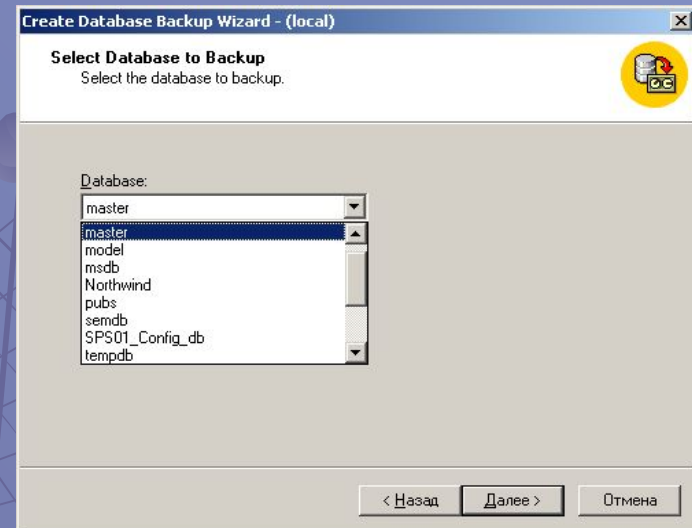 Create Database Backup Wizard - (local)
Select Database to Backup
Select the database to backup.
Database:
master
master
model
msdb
Northwind
pubs
semdb
SPS01_Config_db
tempdb
< Назад
Далее >
Отмена